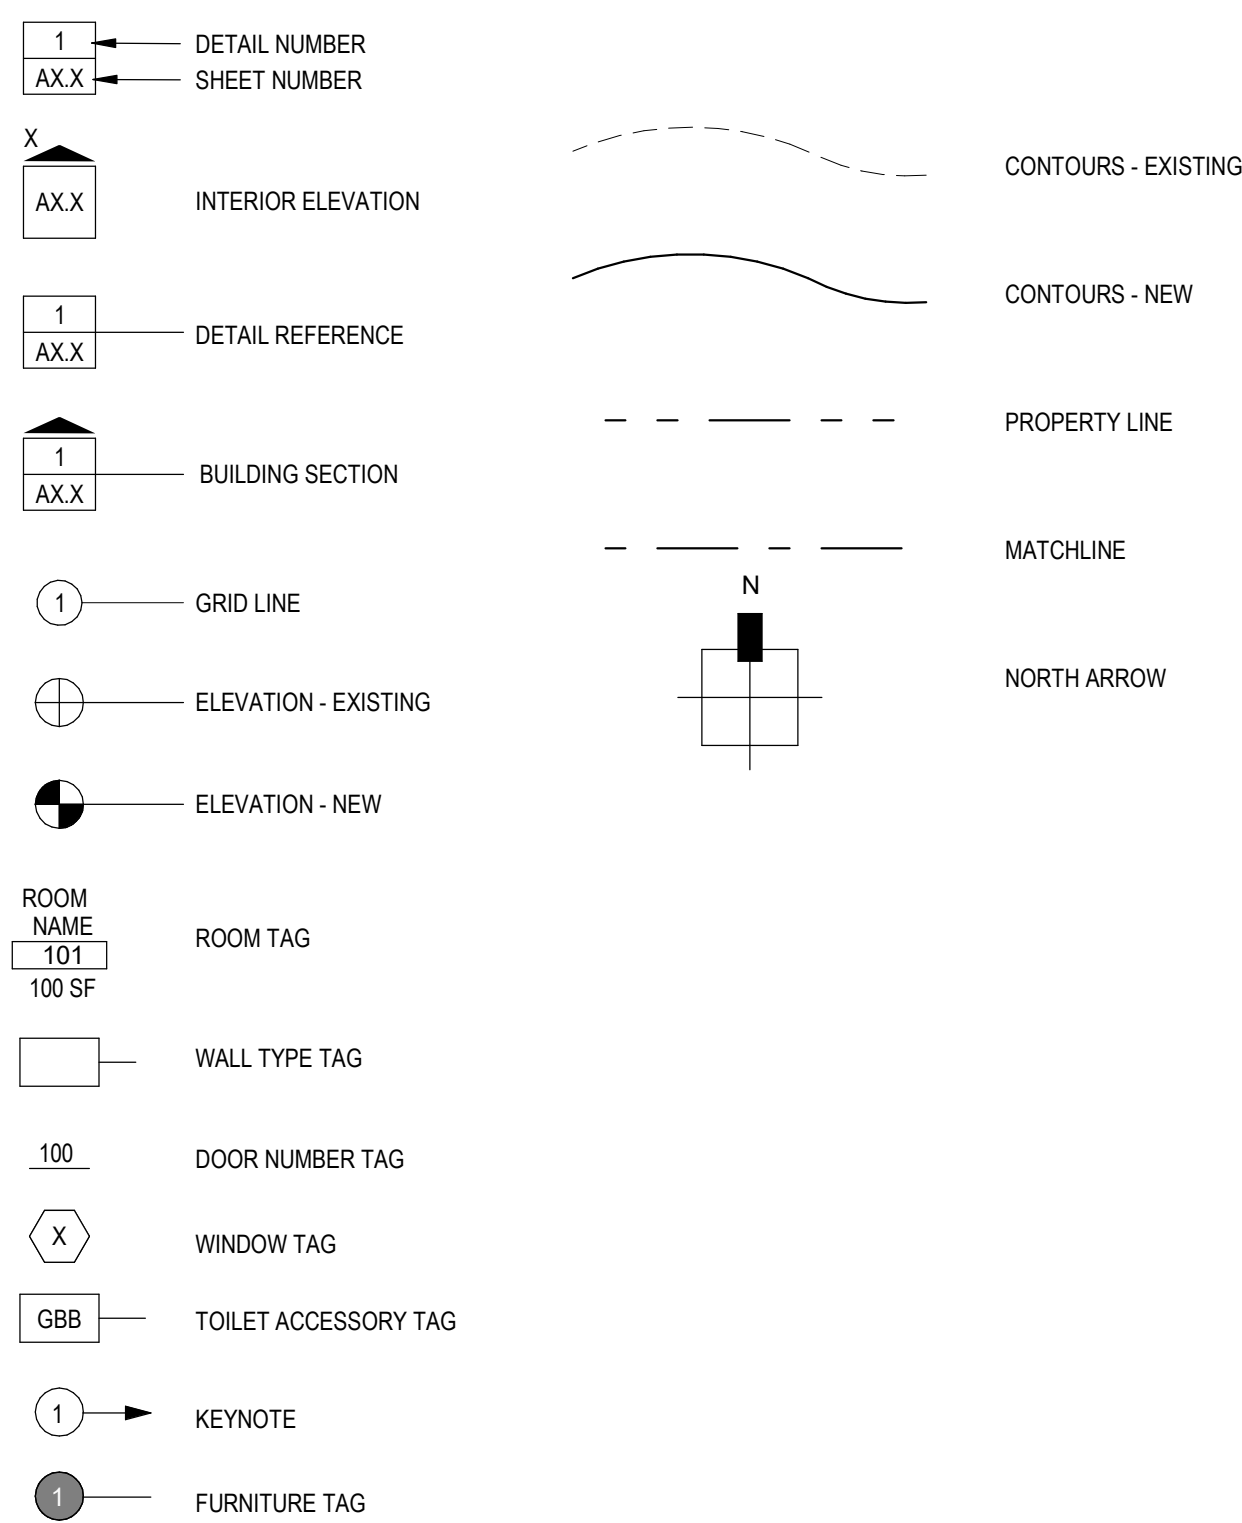 1
DETAIL NUMBER
AX.X
SHEET NUMBER
X
AX.X
INTERIOR ELEVATION
1
AX.X
DETAIL REFERENCE
1
AX.X
BUILDING SECTION
1
GRID LINE
ELEVATION - EXISTING
ELEVATION - NEW
ROOM
NAME
101
100 SF
ROOM TAG
WALL TYPE TAG
100
DOOR NUMBER TAG
X
WINDOW TAG
GBB
TOILET ACCESSORY TAG
1
KEYNOTE
1
FURNITURE TAG
CONTOURS - EXISTING
CONTOURS - NEW
PROPERTY LINE
MATCHLINE
N
NORTH ARROW